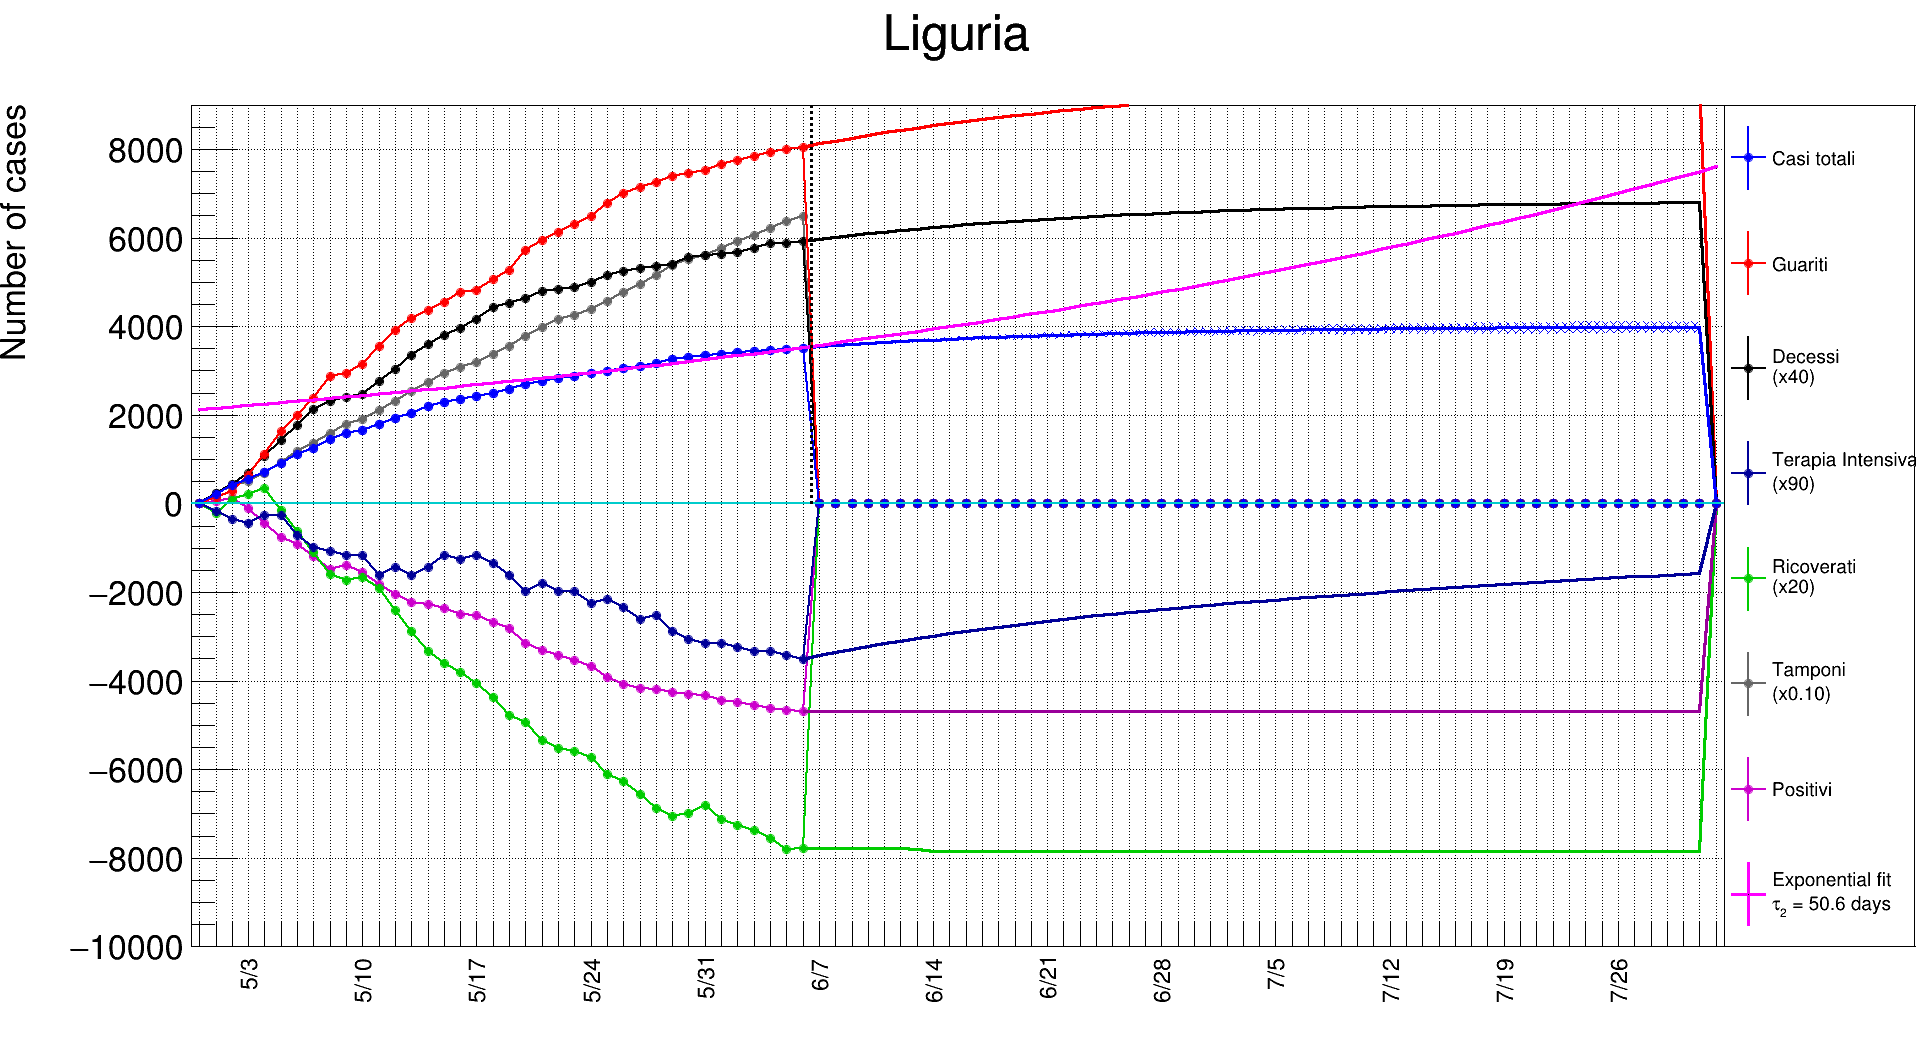 Liguria
Number of cases
8000
6000
4000
2000
0
−2000
−4000
−6000
−8000
−10000
5/3
5/10
5/17
5/24
5/31
6/7
6/14
6/21
6/28
7/5
7/12
7/19
7/26
Casi totali
Guariti
Decessi
(x40)
Terapia Intensiva
(x90)
Ricoverati
(x20)
Tamponi
(x0.10)
Positivi
Exponential fit
τ2 = 50.6 days